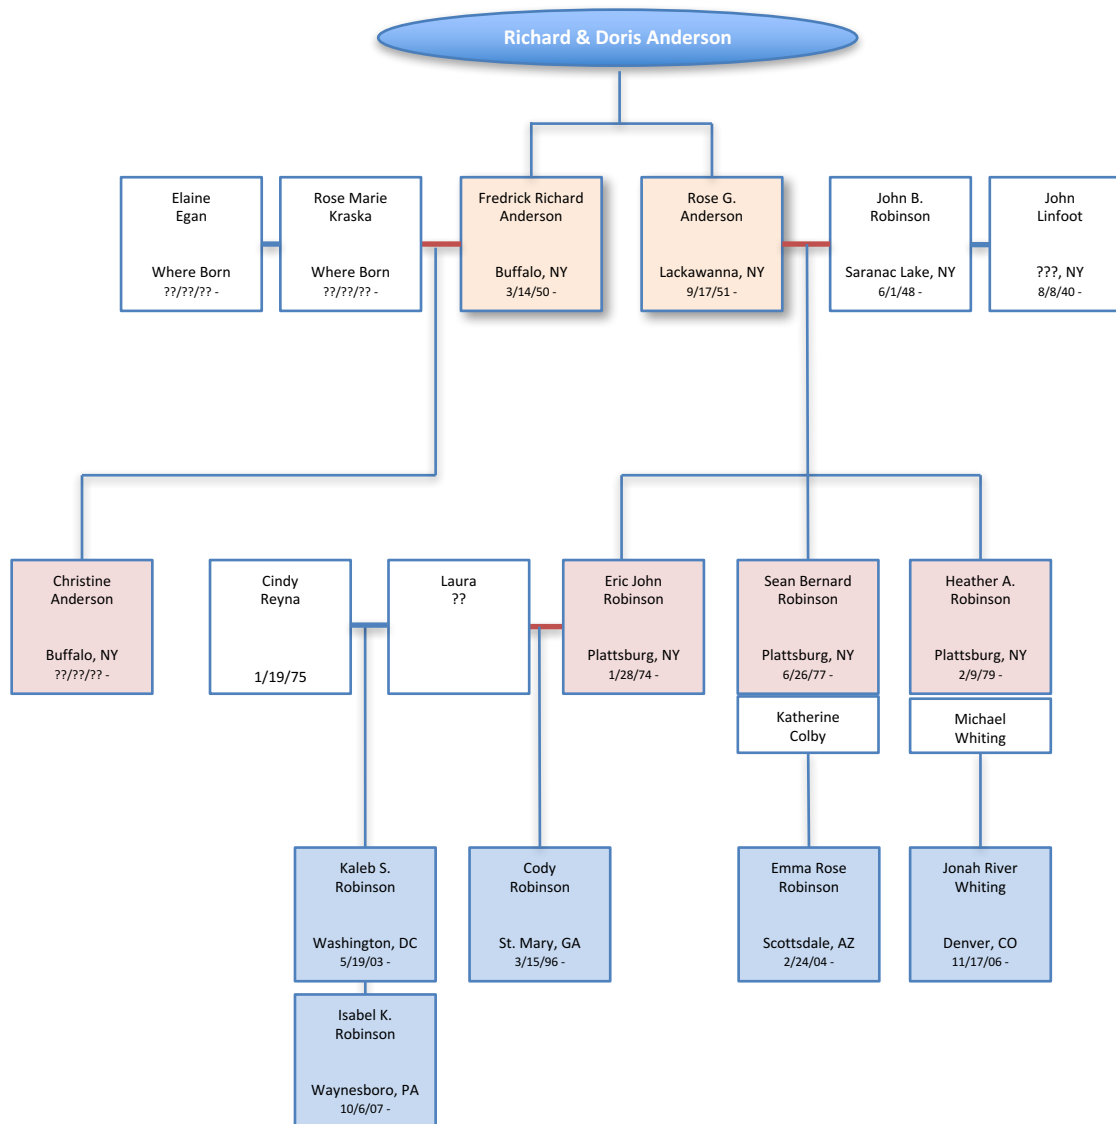 Richard & Doris Anderson
Elaine
Egan
Where Born
??/??/?? -
Rose Marie
Kraska
Where Born
??/??/?? -
Fredrick Richard
Anderson
Buffalo, NY
3/14/50 -
Rose G.
Anderson
Lackawanna, NY
9/17/51 -
John B.
Robinson
Saranac Lake, NY
6/1/48 -
John
Linfoot
???, NY
8/8/40 -
Christine
Anderson
Buffalo, NY
??/??/?? -
Cindy
Reyna
1/19/75
Laura
??
Eric John
Robinson
Plattsburg, NY
1/28/74 -
Sean Bernard
Robinson
Plattsburg, NY
6/26/77 -
Katherine
Colby
Heather A.
Robinson
Plattsburg, NY
2/9/79 -
Michael
Whiting
Kaleb S.
Robinson
Washington, DC
5/19/03 -
Cody
Robinson
St. Mary, GA
3/15/96 -
Emma Rose
Robinson
Scottsdale, AZ
2/24/04 -
Jonah River
Whiting
Denver, CO
11/17/06 -
Isabel K.
Robinson
Waynesboro, PA
10/6/07 -